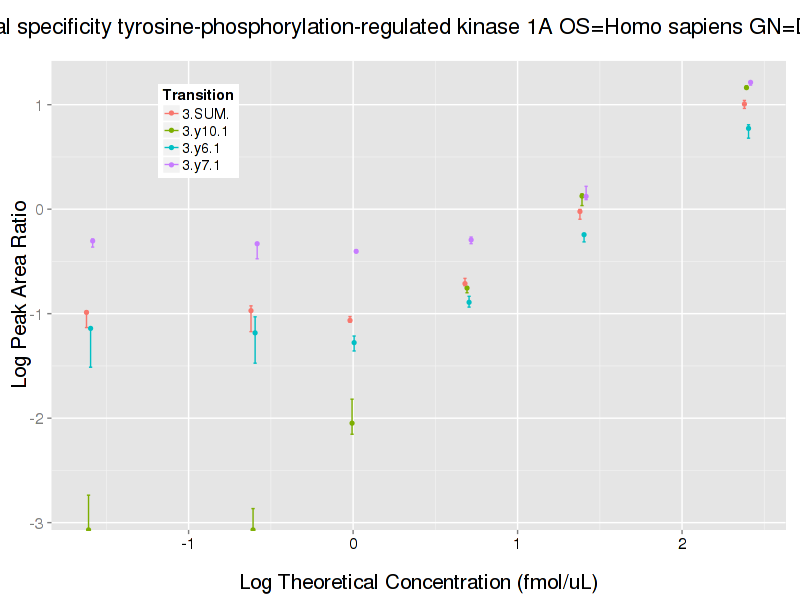 al specificity tyrosine-phosphorylation-regulated kinase 1A OS=Homo sapiens GN=D
Transition
3.SUM.
3.y10.1
3.y6.1
3.y7.1
Log Peak Area Ratio
1
0
-1
-2
-3
-1
0
1
2
Log Theoretical Concentration (fmol/uL)